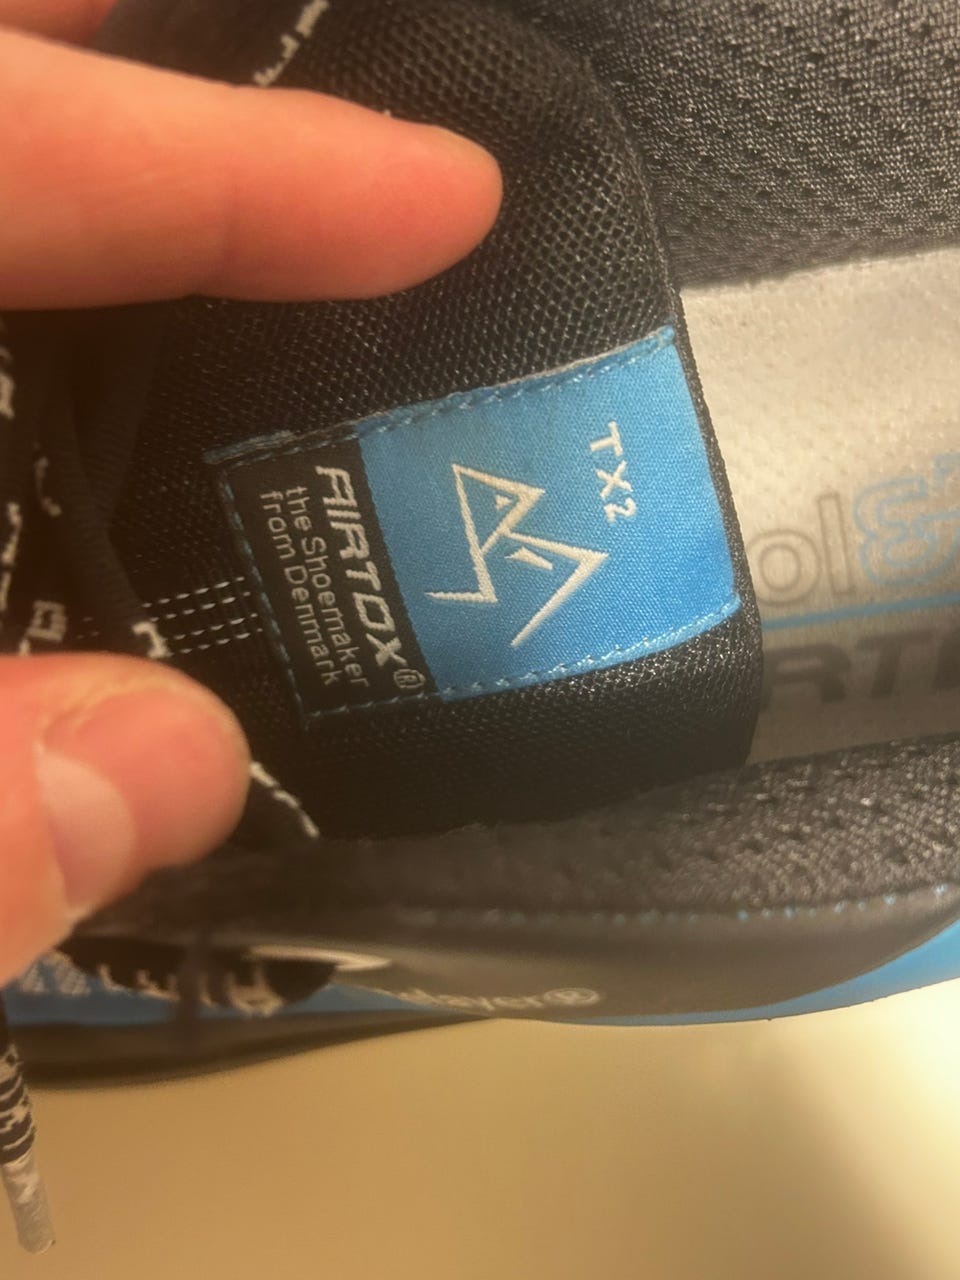 TX2
AIRTOX®
the Shoemaker
from Denmark